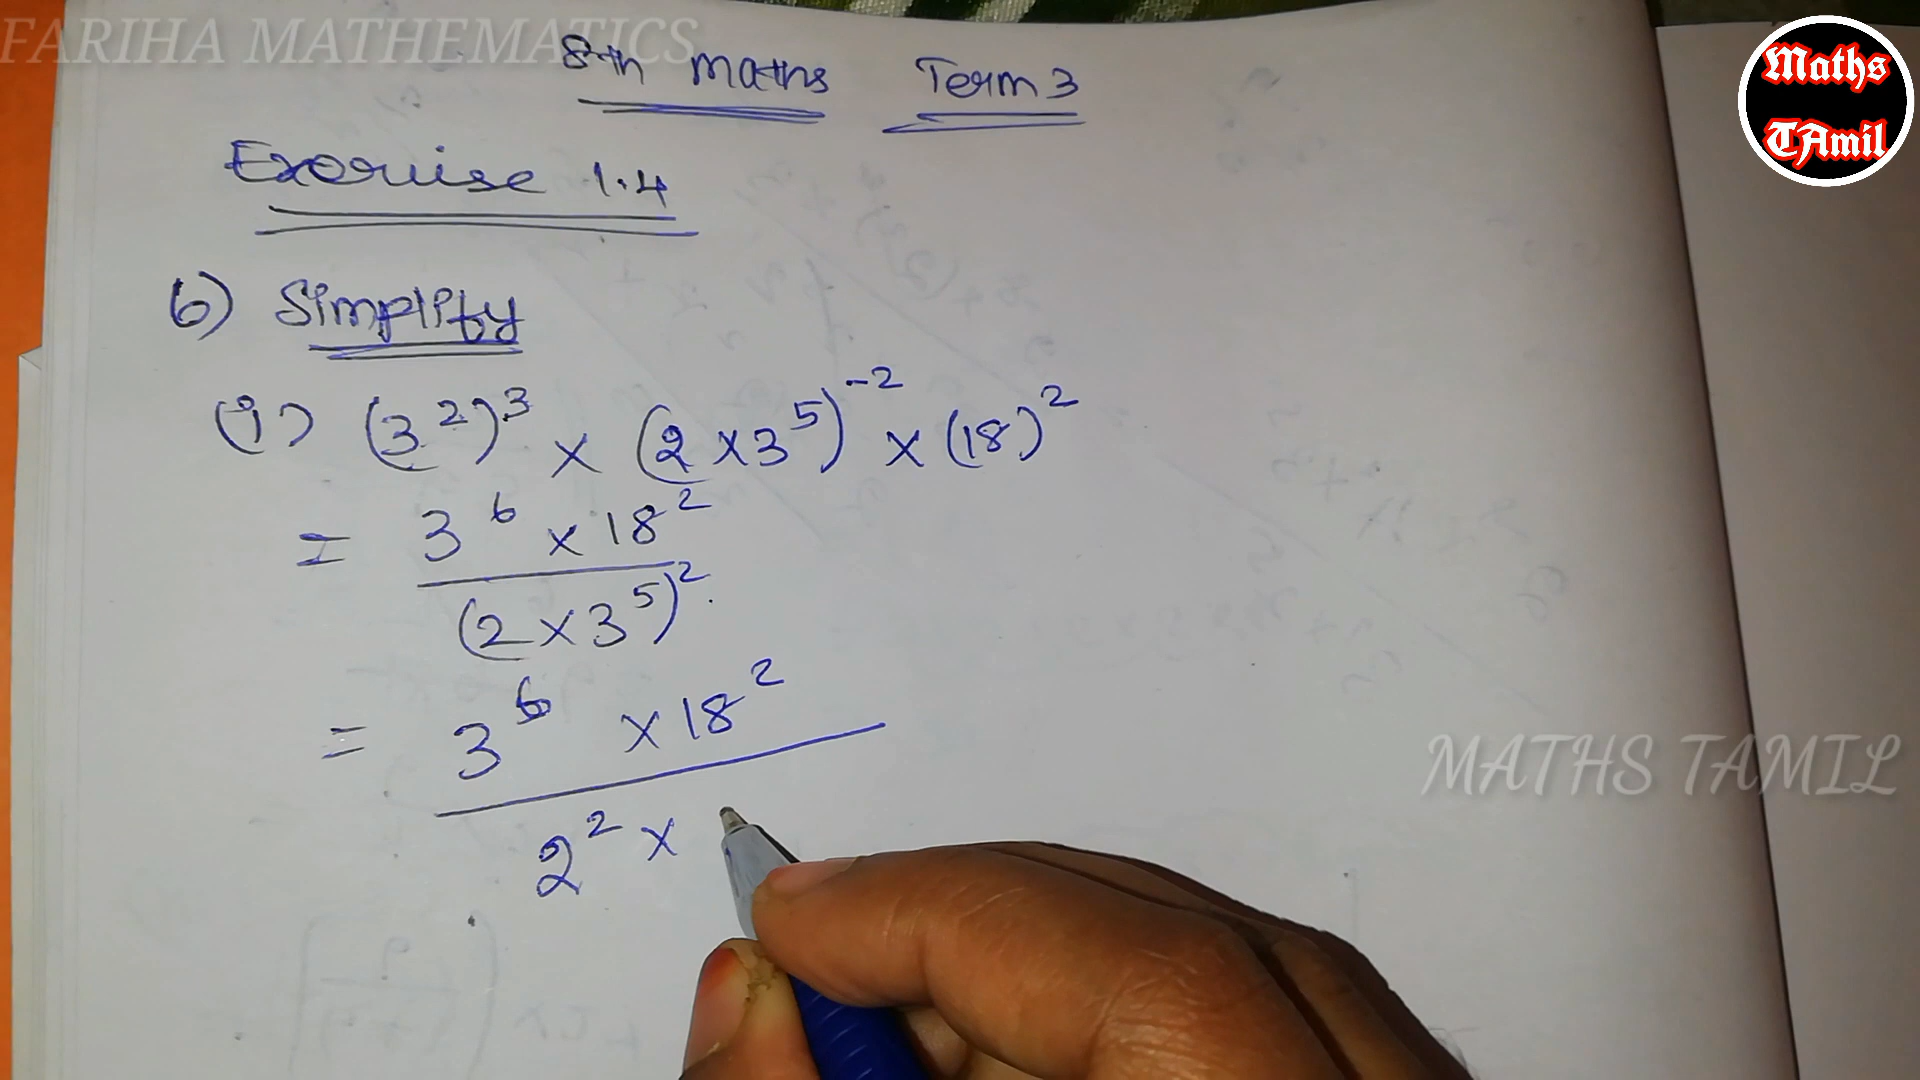 FARIHA MATHEMATICS
8th Maths Term 3
Maths
TAmil
Exercise 1.4
6) Simplify
(i) (3²)³ × (2 × 3⁵)⁻² × (18)²
= 3⁶ × 18²
(2 × 3⁵)²
= 3⁶ × 18²
2² ×
MATHS TAMIL